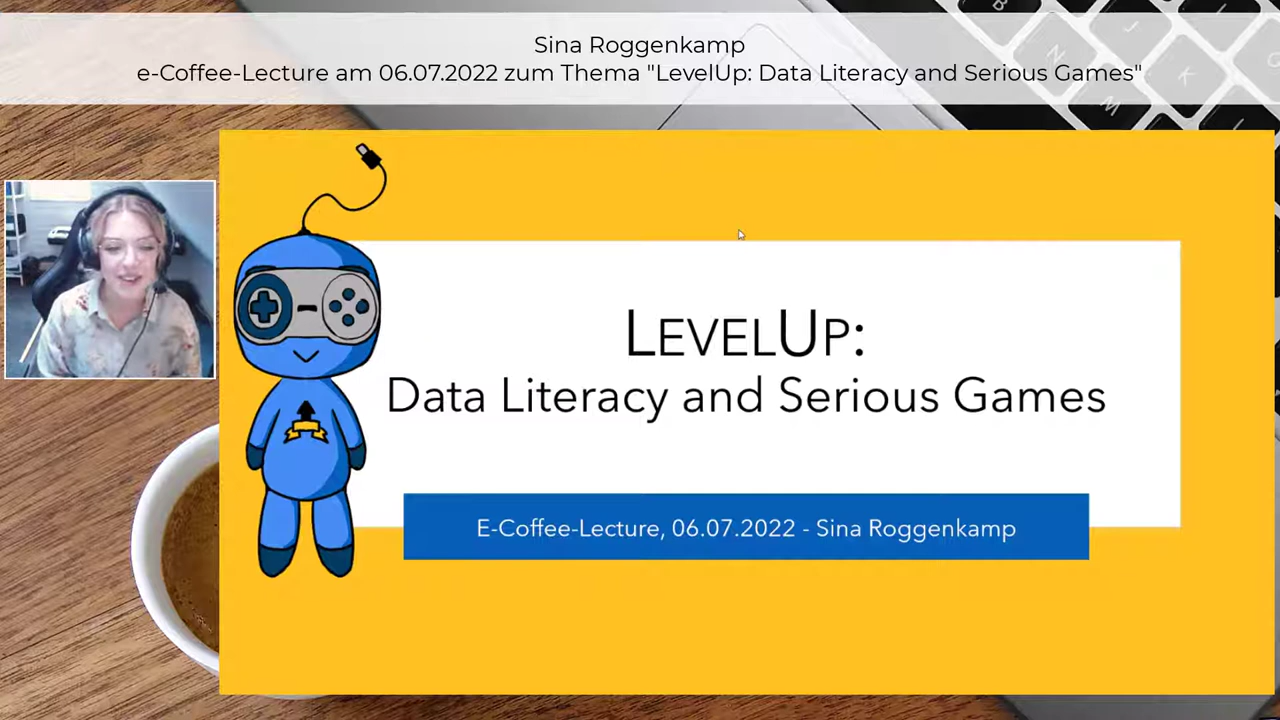 Sina Roggenkamp
e-Coffee-Lecture am 06.07.2022 zum Thema "LevelUp: Data Literacy and Serious Games"
LEVELUP:
Data Literacy and Serious Games
E-Coffee-Lecture, 06.07.2022 - Sina Roggenkamp